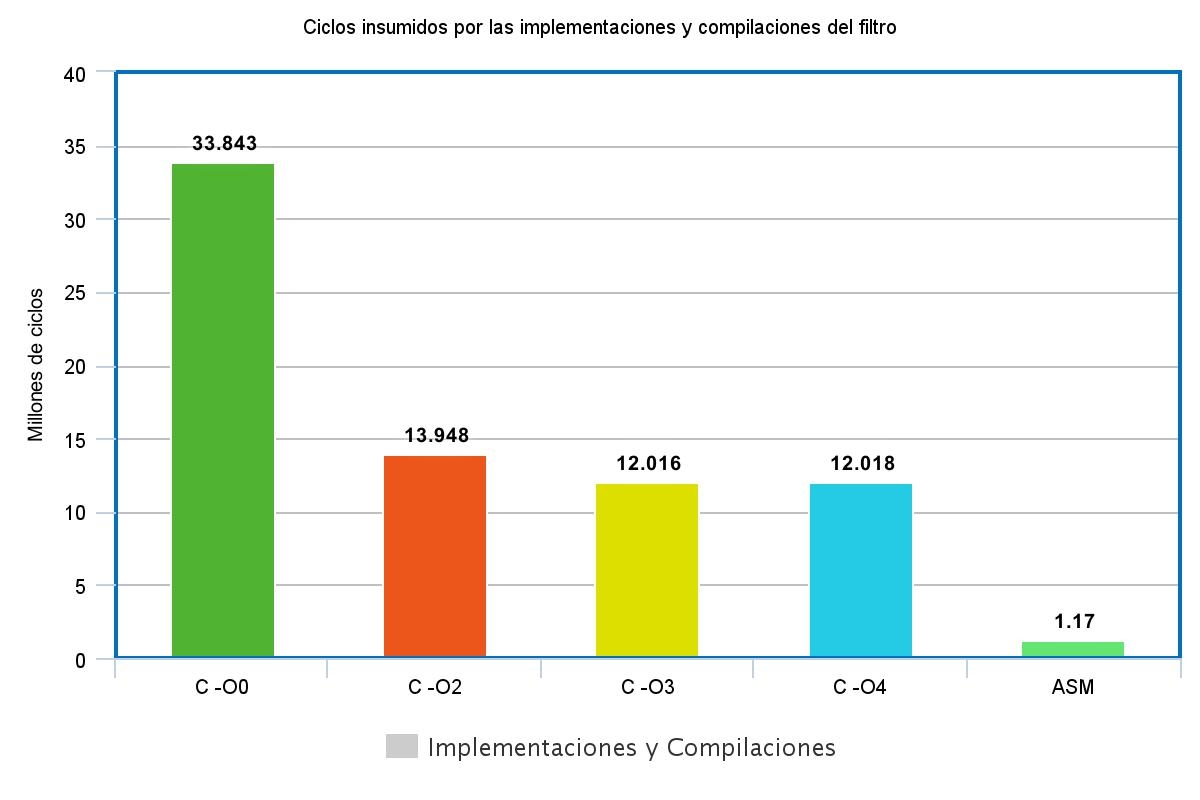 Ciclos insumidos por las implementaciones y compilaciones del filtro
40
35
30
25
20
15
10
5
0
Millones de ciclos
33.843
13.948
12.016
12.018
1.17
C -O0
C -O2
C -O3
C -O4
ASM
Implementaciones y Compilaciones